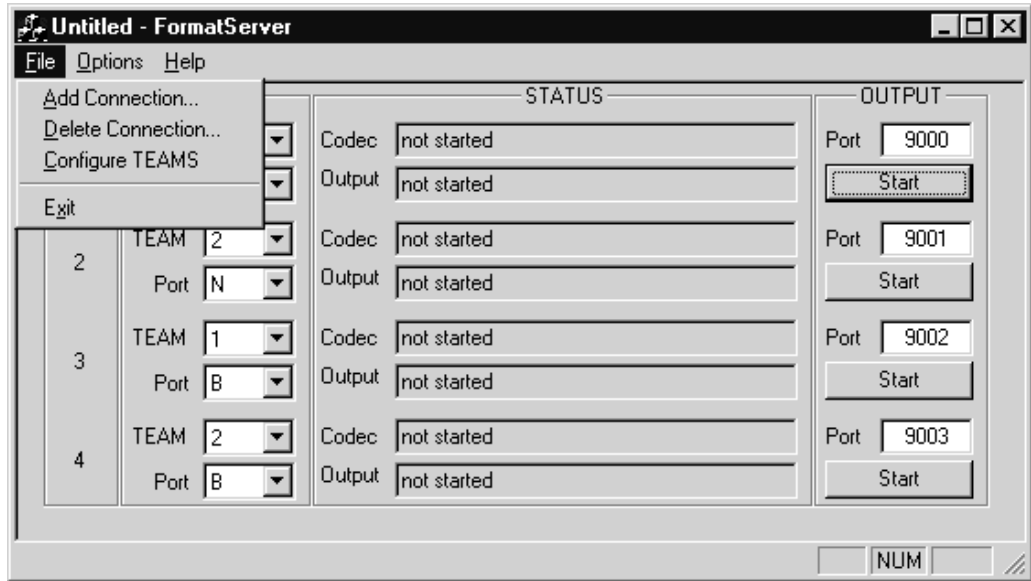 Untitled - FormatServer
File Options Help
Add Connection...
Delete Connection...
Configure TEAMS
Exit
STATUS
OUTPUT
Codec not started Port 9000
Output not started Start
2 TEAM 2 Codec not started Port 9001
Port N Output not started Start
3 TEAM 1 Codec not started Port 9002
Port B Output not started Start
4 TEAM 2 Codec not started Port 9003
Port B Output not started Start
NUM